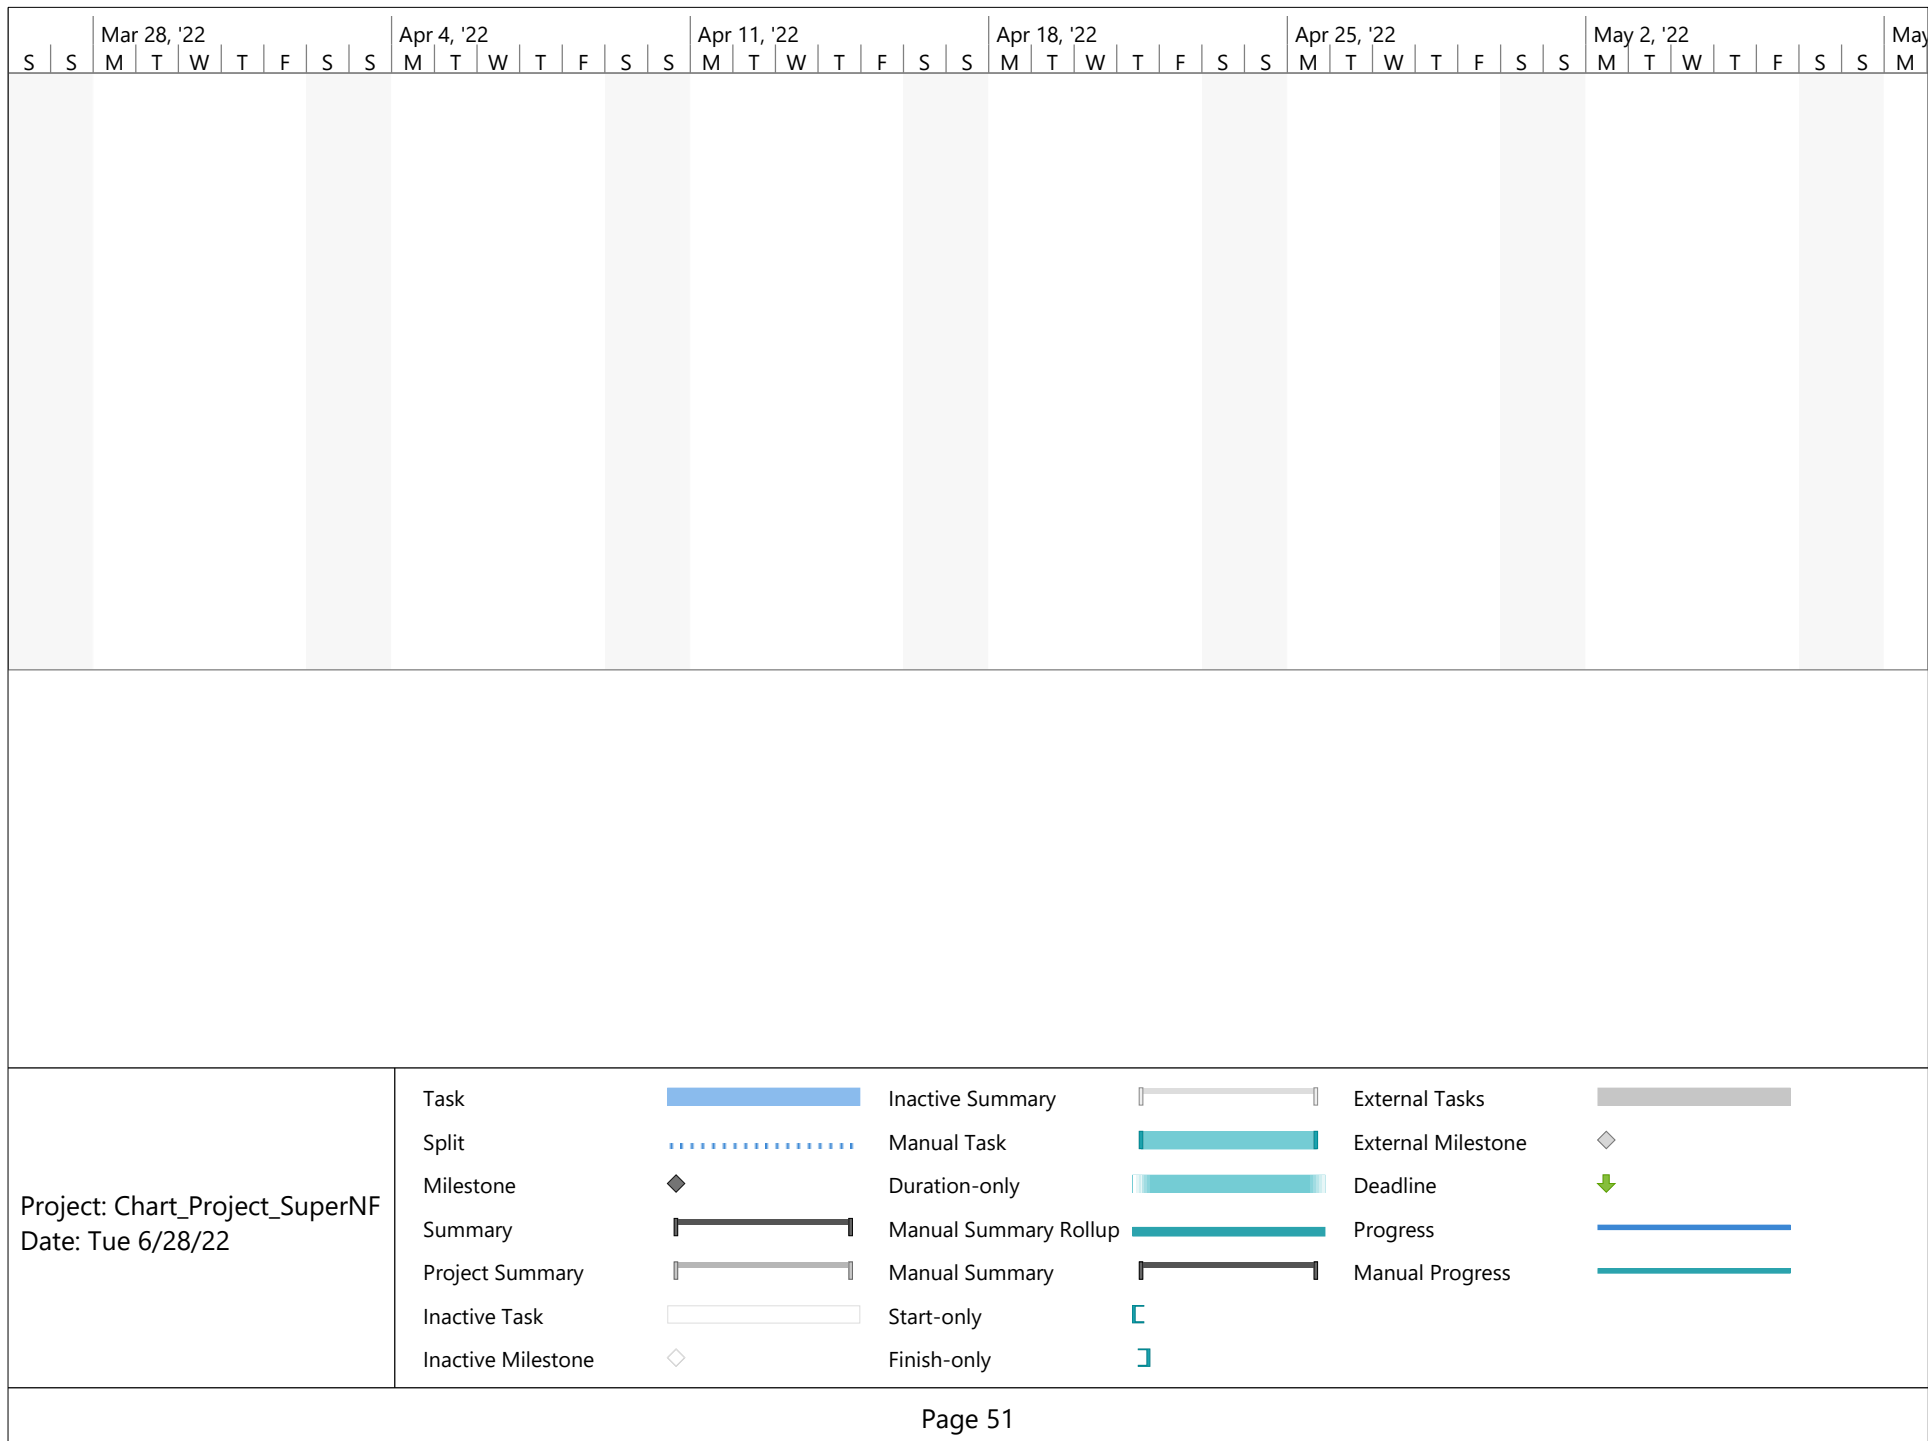 Mar 28, '22 Apr 4, '22 Apr 11, '22 Apr 18, '22 Apr 25, '22 May 2, '22 May
S S M T W T F S S M T W T F S S M T W T F S S M T W T F S S M T W T F S S M T W T F S S M
Task Inactive Summary External Tasks
Split Manual Task External Milestone
Milestone Duration-only Deadline
Summary Manual Summary Rollup Progress
Project Summary Manual Summary Manual Progress
Inactive Task Start-only
Inactive Milestone Finish-only
Project: Chart_Project_SuperNF
Date: Tue 6/28/22
Page 51